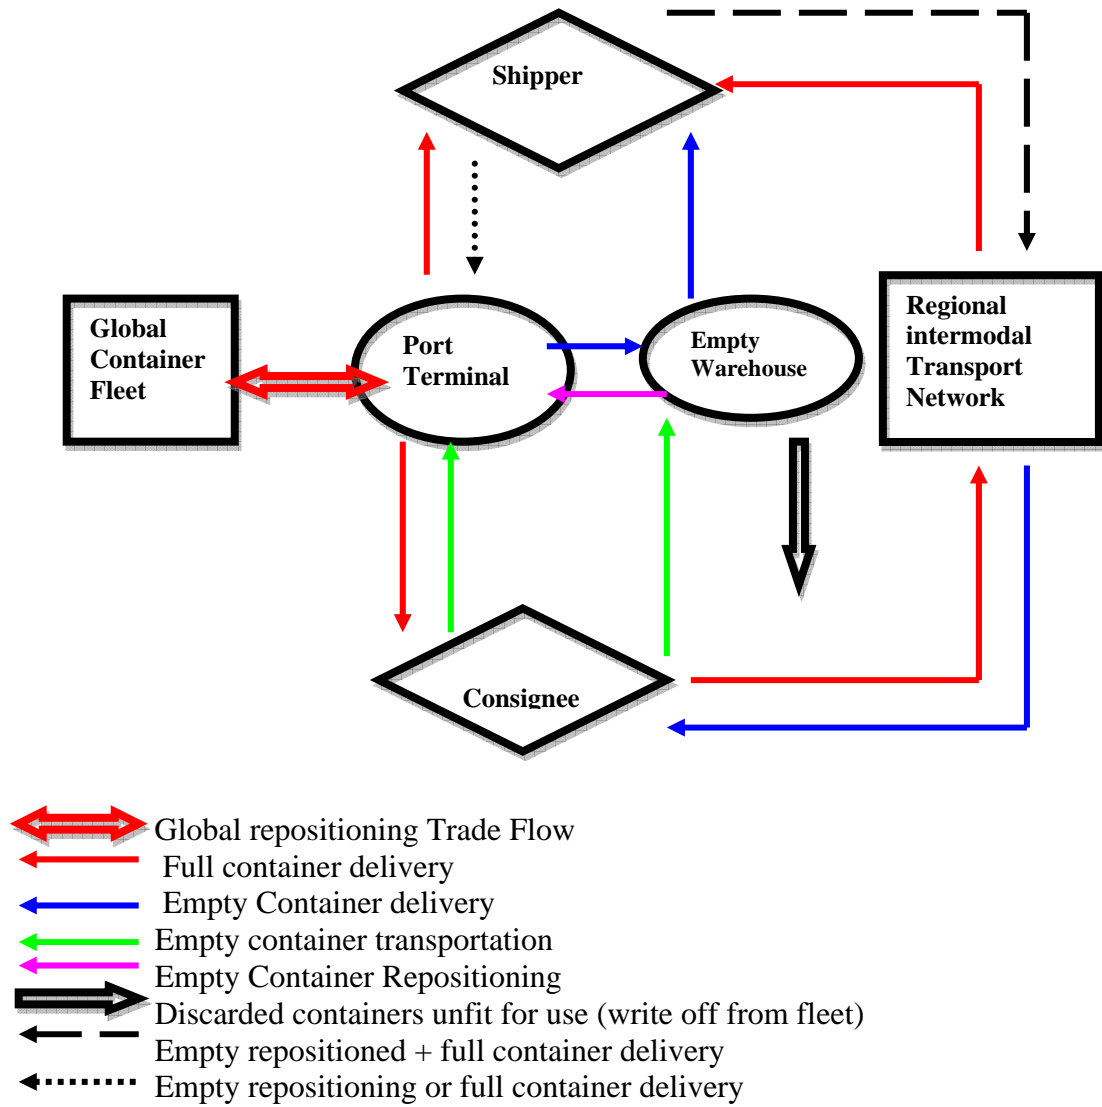 Shipper
Global
Container
Fleet
Port
Terminal
Empty
Warehouse
Regional
intermodal
Transport
Network
Consignee
Global repositioning Trade Flow
Full container delivery
Empty Container delivery
Empty container transportation
Empty Container Repositioning
Discarded containers unfit for use (write off from fleet)
Empty repositioned + full container delivery
Empty repositioning or full container delivery